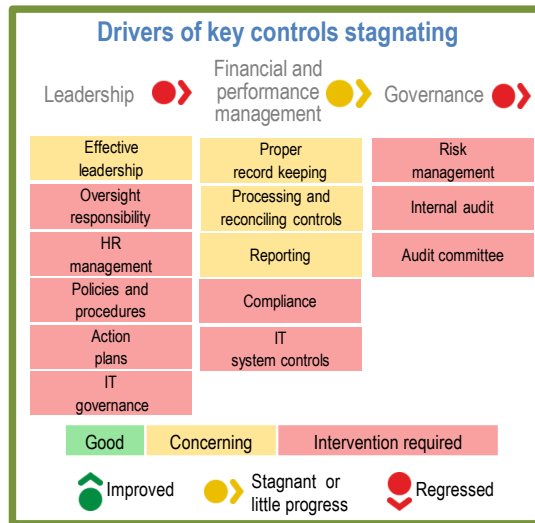 Drivers of key controls stagnating
Leadership
Financial and
performance
management
Governance
Effective
leadership
Oversight
responsibility
HR
management
Policies and
procedures
Action
plans
IT
governance
Proper
record keeping
Processing and
reconciling controls
Reporting
Compliance
IT
system controls
Risk
management
Internal audit
Audit committee
Good
Concerning
Intervention required
Improved
Stagnant or
little progress
Regressed